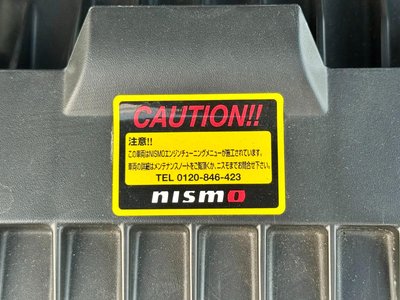 CAUTION!!
注意!!
この車両はNISMOエンジンチューニングメニューが施工されています。
車両の詳細はメンテナンスノートをご覧頂くか、ニスモまでお問合せ下さい。
TEL 0120-846-423
nismo